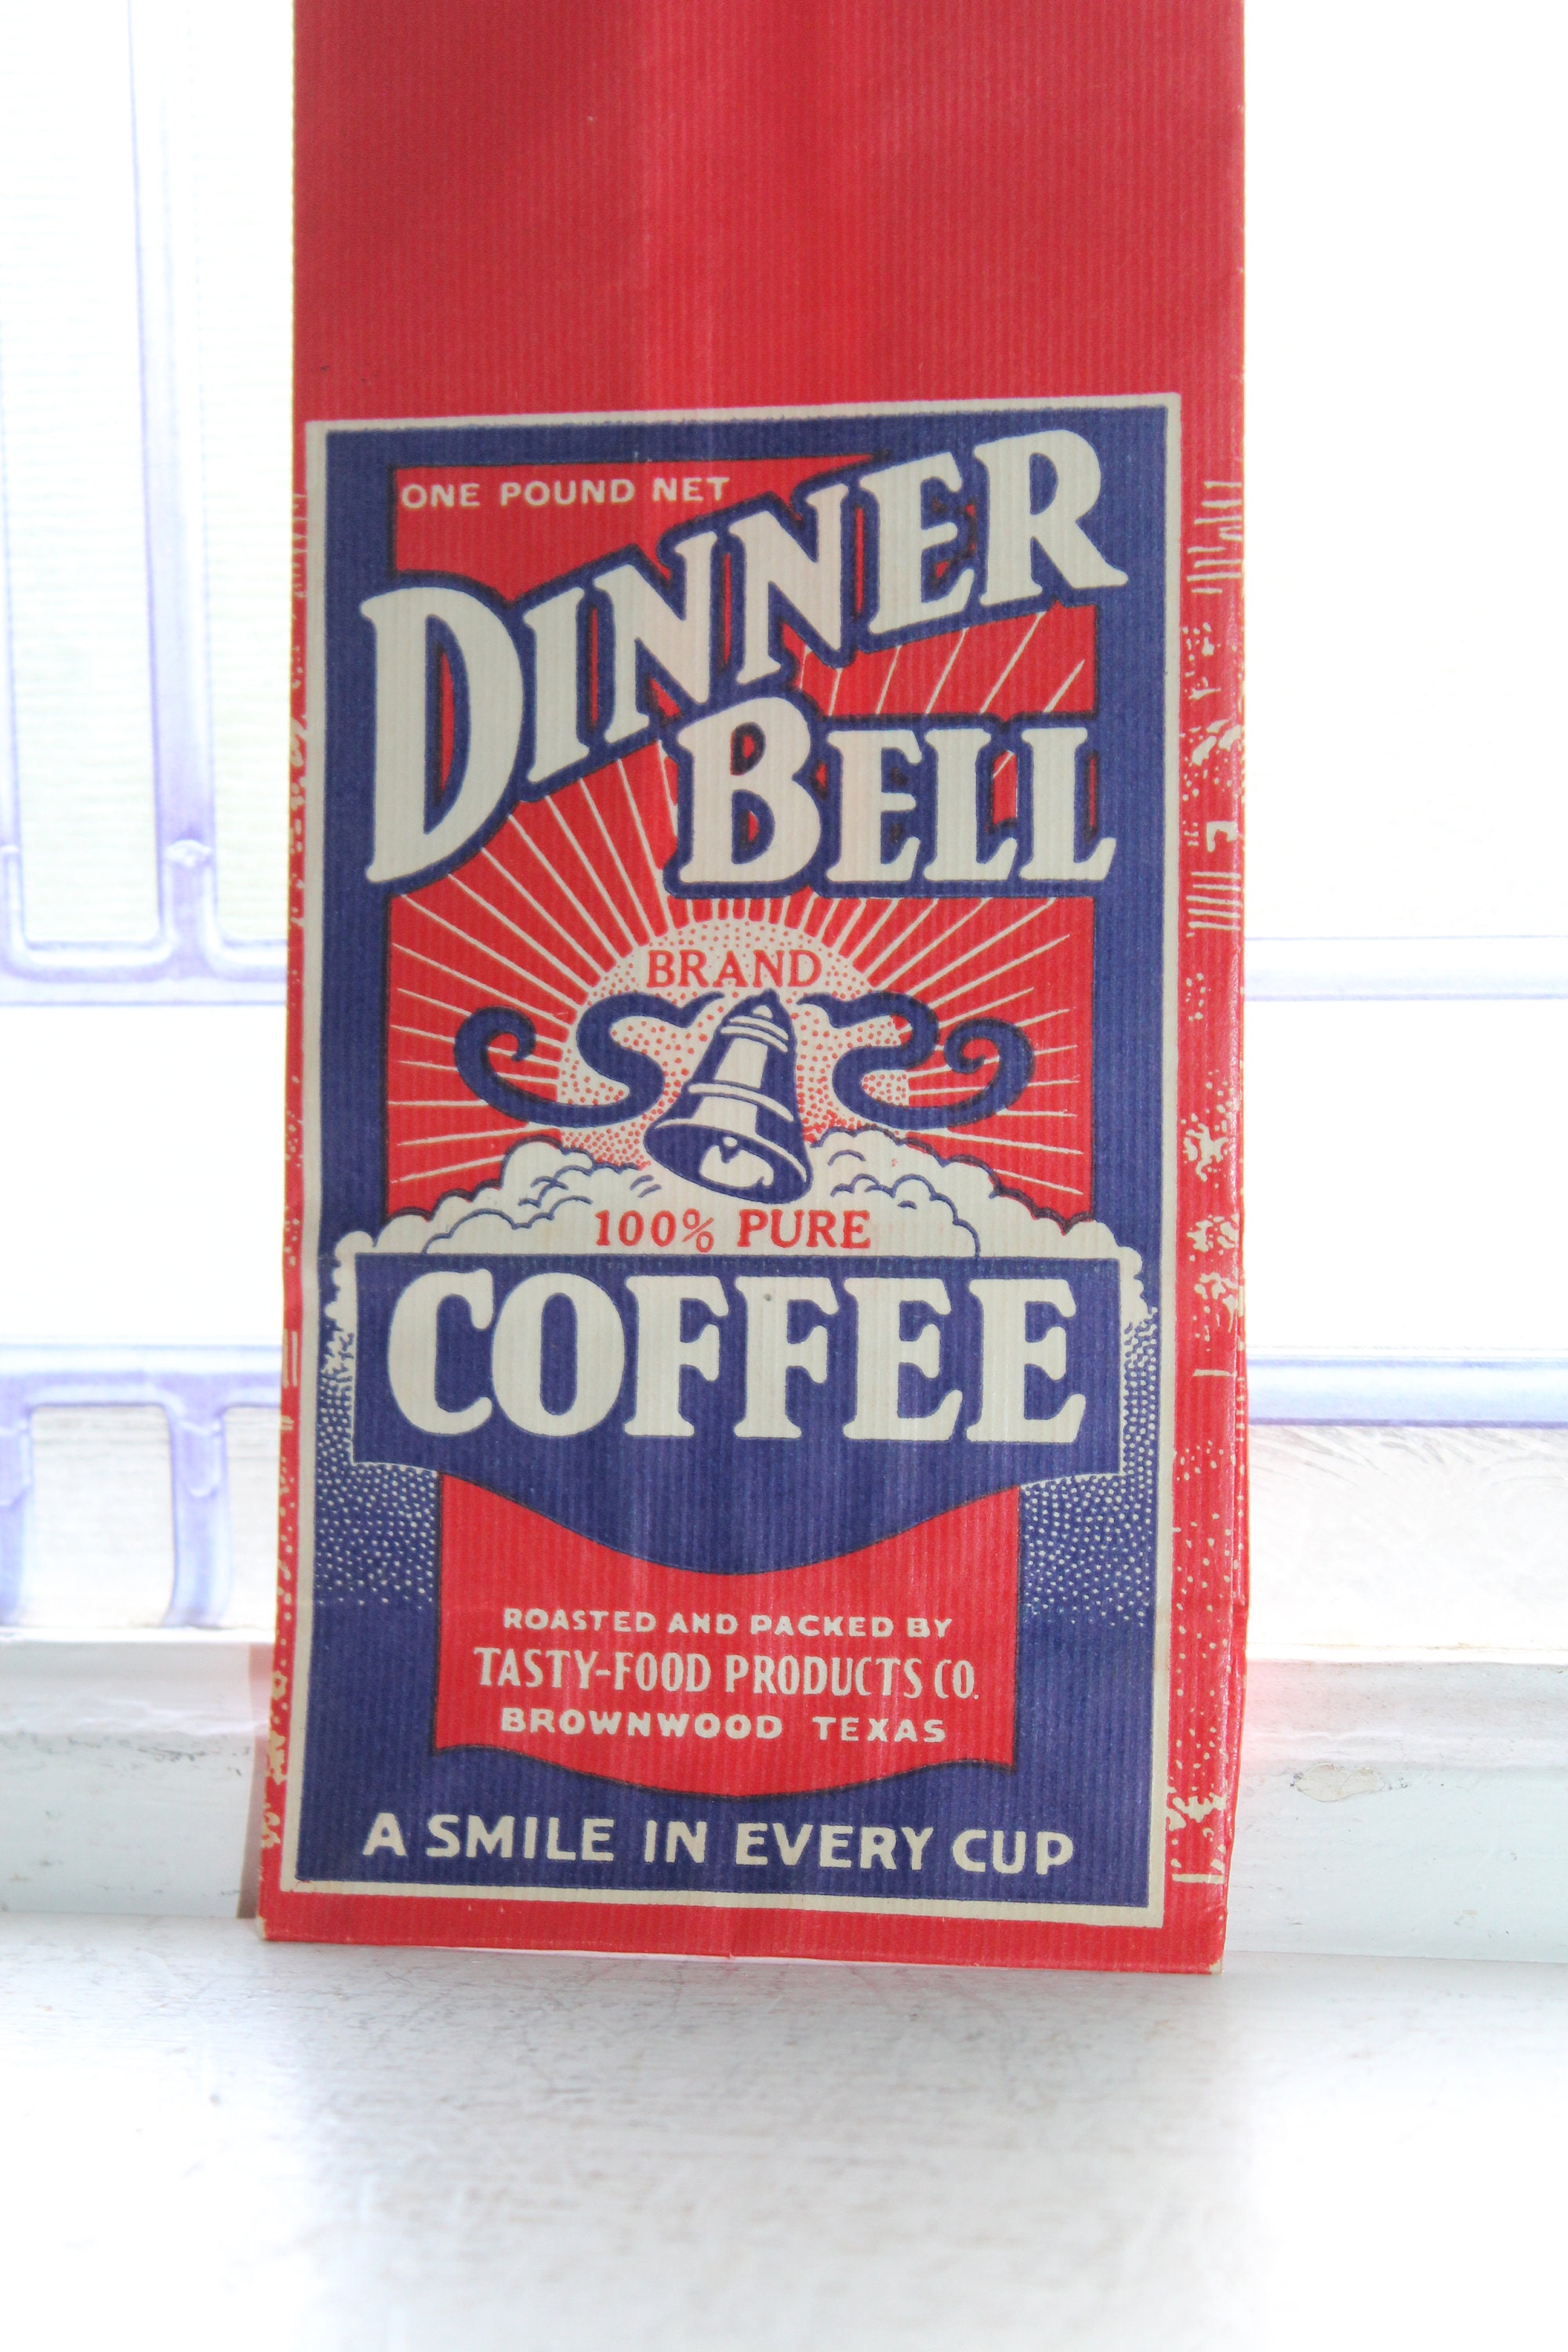 ONE POUND NET
DINNER
BELL
BRAND
100% PURE
COFFEE
ROASTED AND PACKED BY
TASTY-FOOD PRODUCTS CO.
BROWNWOOD TEXAS
A SMILE IN EVERY CUP